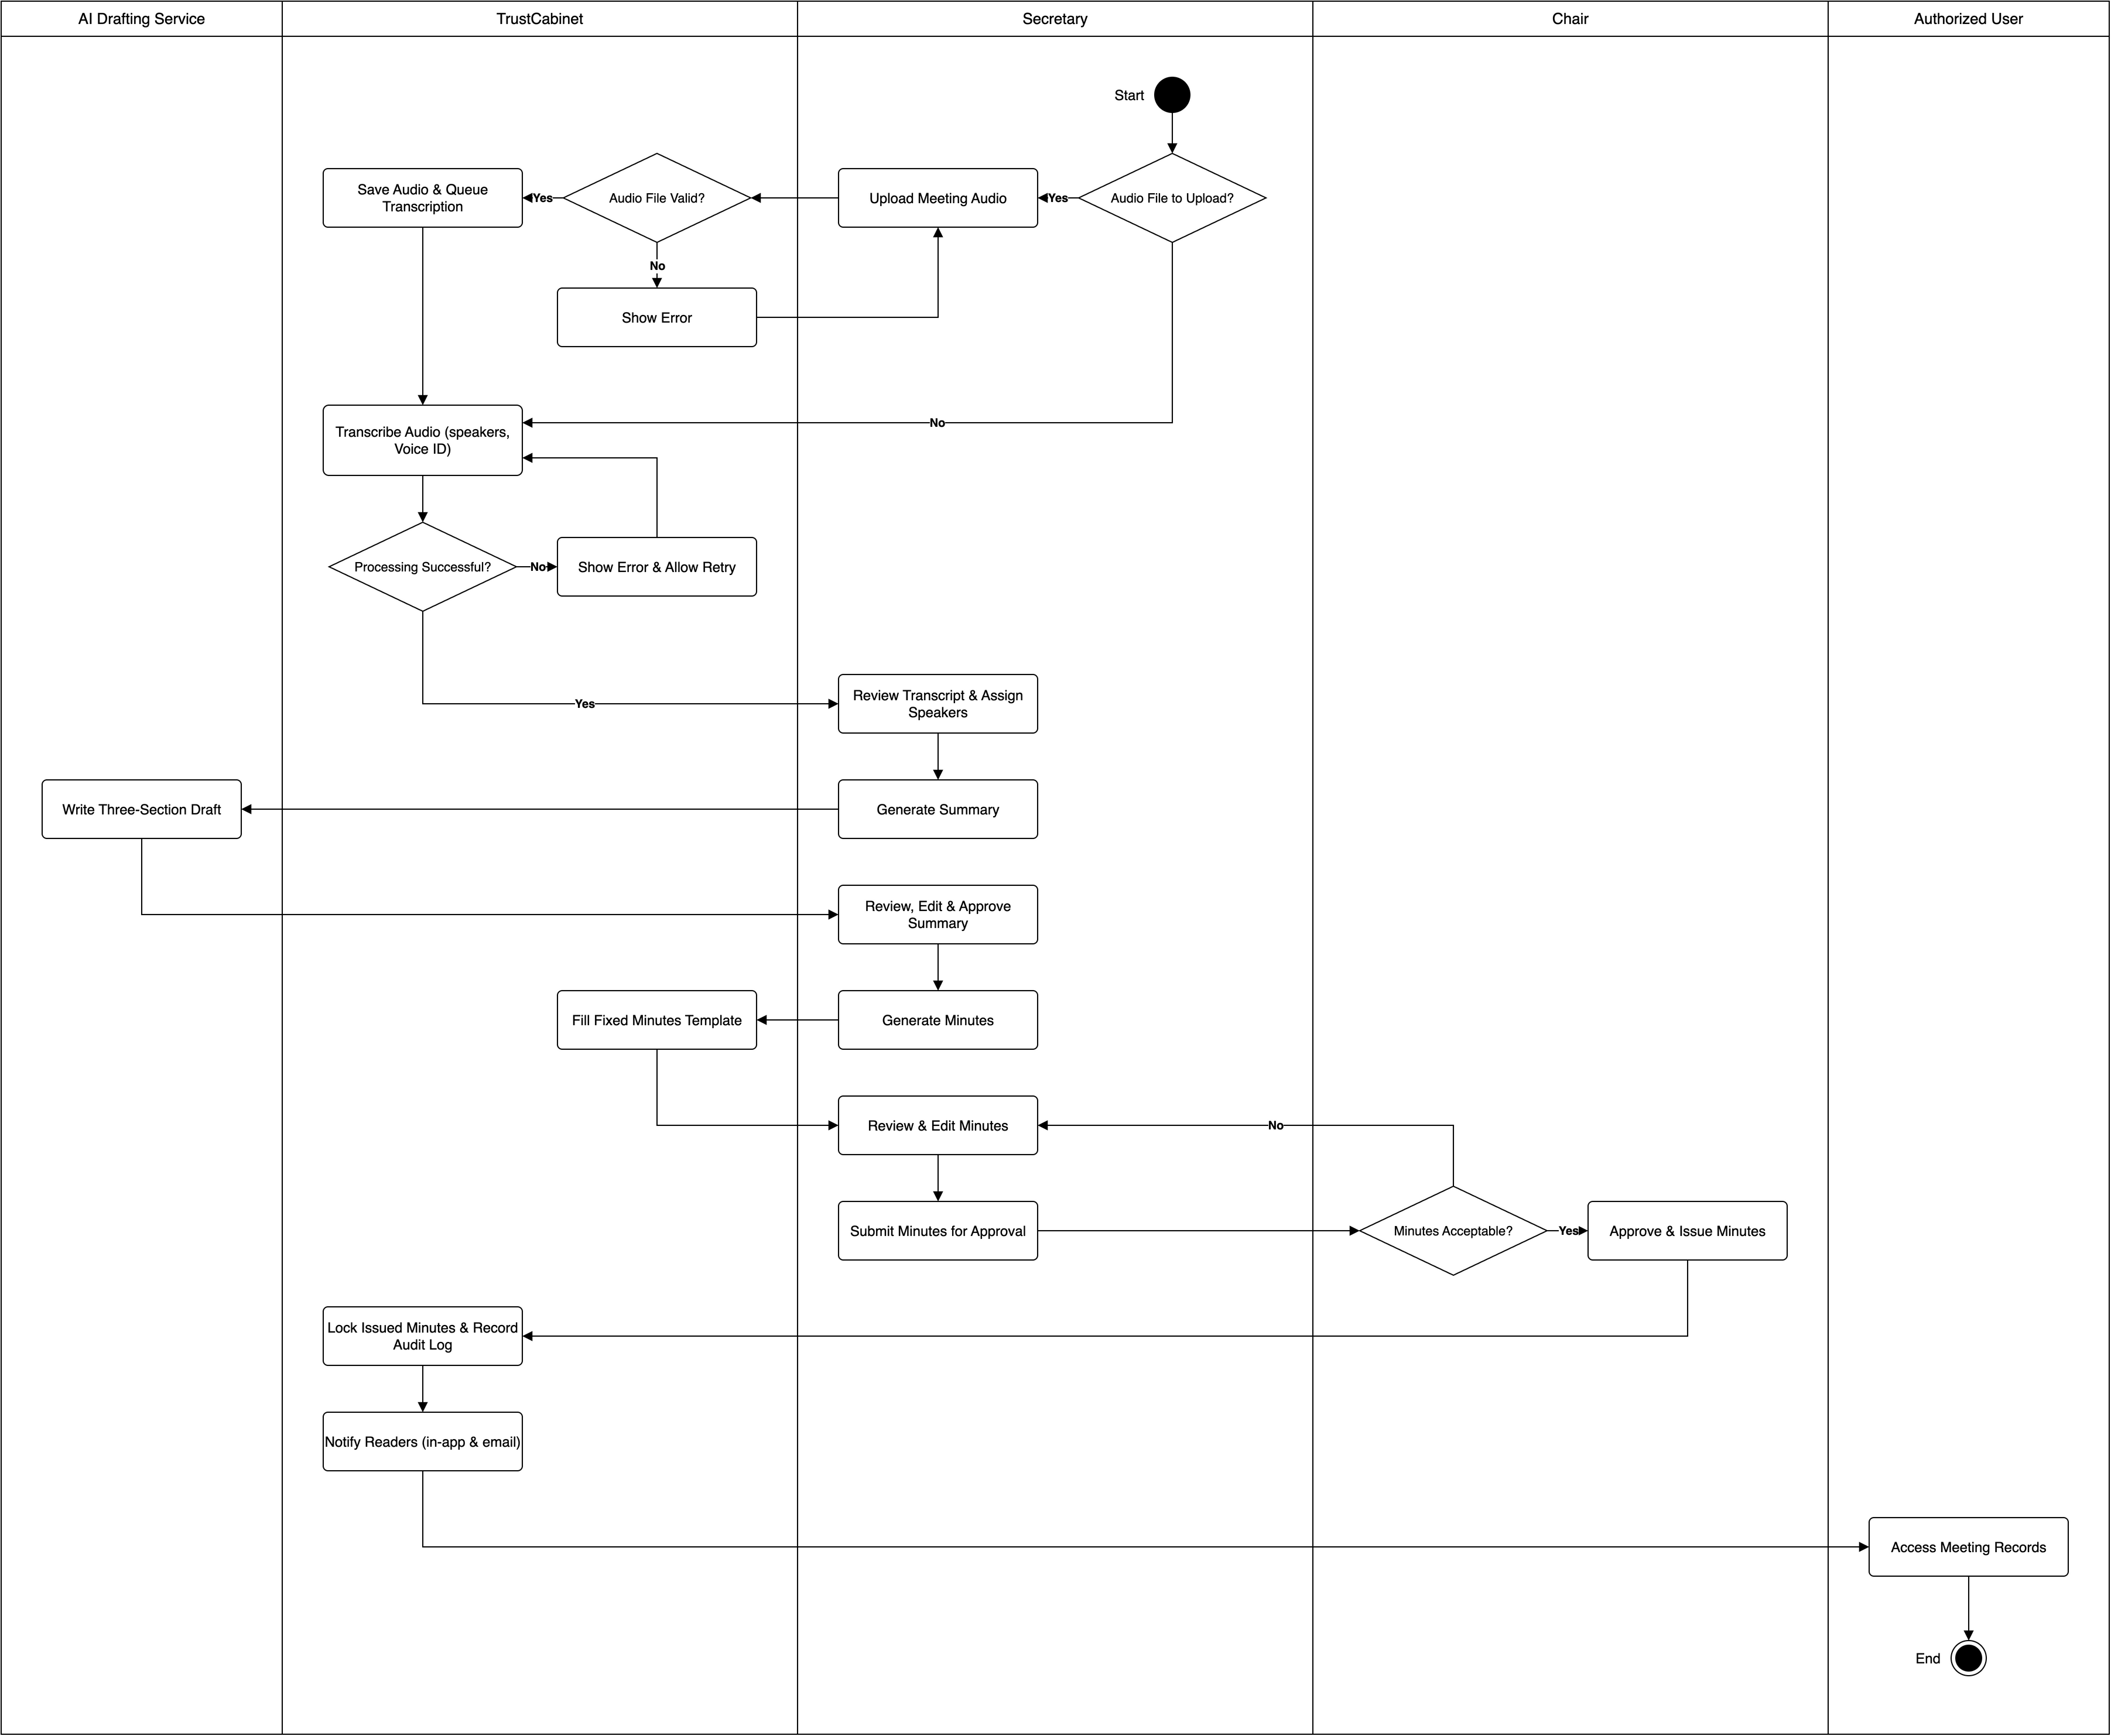 AI Drafting Service
TrustCabinet
Secretary
Chair
Authorized User
Start
Audio File to Upload?
Yes
Upload Meeting Audio
Audio File Valid?
Yes
Save Audio & Queue
Transcription
No
Show Error
No
Transcribe Audio (speakers,
Voice ID)
Processing Successful?
No
Show Error & Allow Retry
Yes
Review Transcript & Assign
Speakers
Generate Summary
Write Three-Section Draft
Review, Edit & Approve
Summary
Generate Minutes
Fill Fixed Minutes Template
Review & Edit Minutes
No
Submit Minutes for Approval
Minutes Acceptable?
Yes
Approve & Issue Minutes
Lock Issued Minutes & Record
Audit Log
Notify Readers (in-app & email)
Access Meeting Records
End